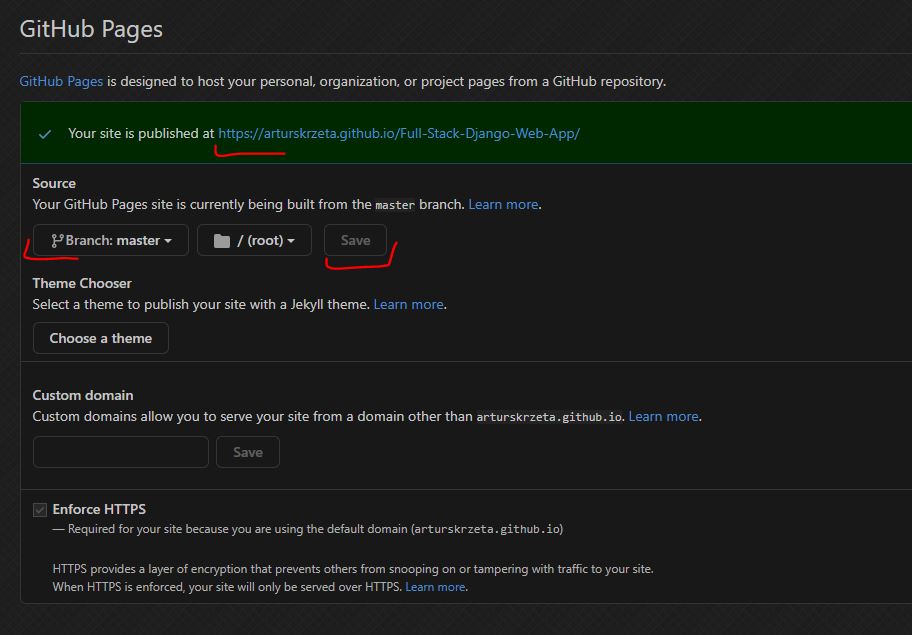 GitHub Pages
GitHub Pages is designed to host your personal, organization, or project pages from a GitHub repository.
Your site is published at https://arturskrzeta.github.io/Full-Stack-Django-Web-App/
Source
Your GitHub Pages site is currently being built from the master branch. Learn more.
Branch: master / (root) Save
Theme Chooser
Select a theme to publish your site with a Jekyll theme. Learn more.
Choose a theme
Custom domain
Custom domains allow you to serve your site from a domain other than arturskrzeta.github.io. Learn more.
Save
Enforce HTTPS
— Required for your site because you are using the default domain (arturskrzeta.github.io)
HTTPS provides a layer of encryption that prevents others from snooping on or tampering with traffic to your site.
When HTTPS is enforced, your site will only be served over HTTPS. Learn more.